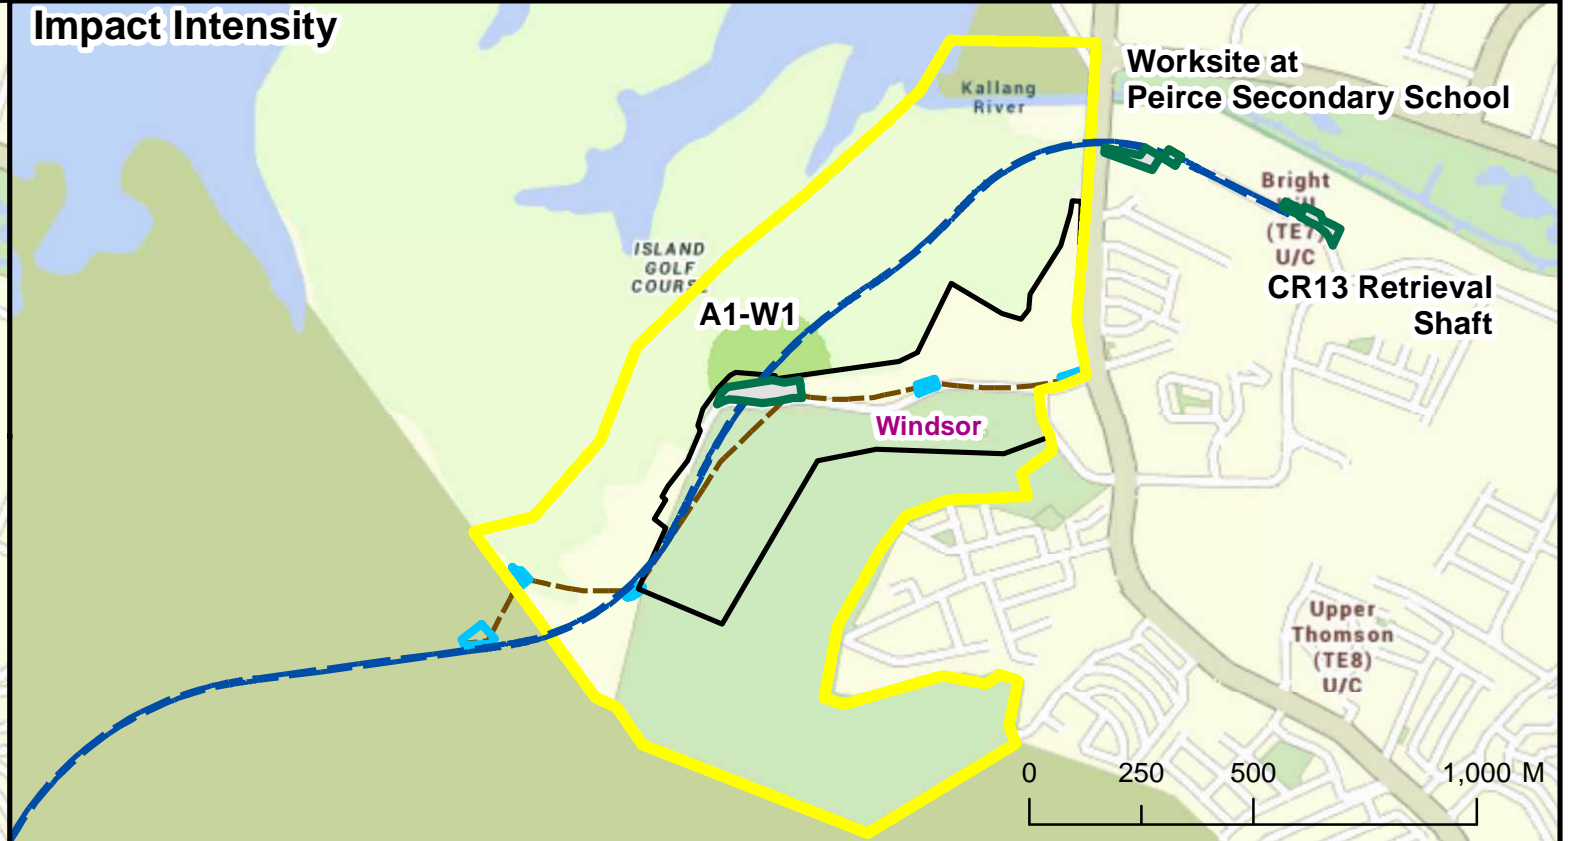 Impact Intensity
Kallang
River
Worksite at
Peirce Secondary School
Bright
(TE7)
U/C
CR13 Retrieval
Shaft
ISLAND
GOLF
COURSE
A1-W1
Windsor
Upper
Thomson
(TE8)
U/C
0 250 500 1,000 M